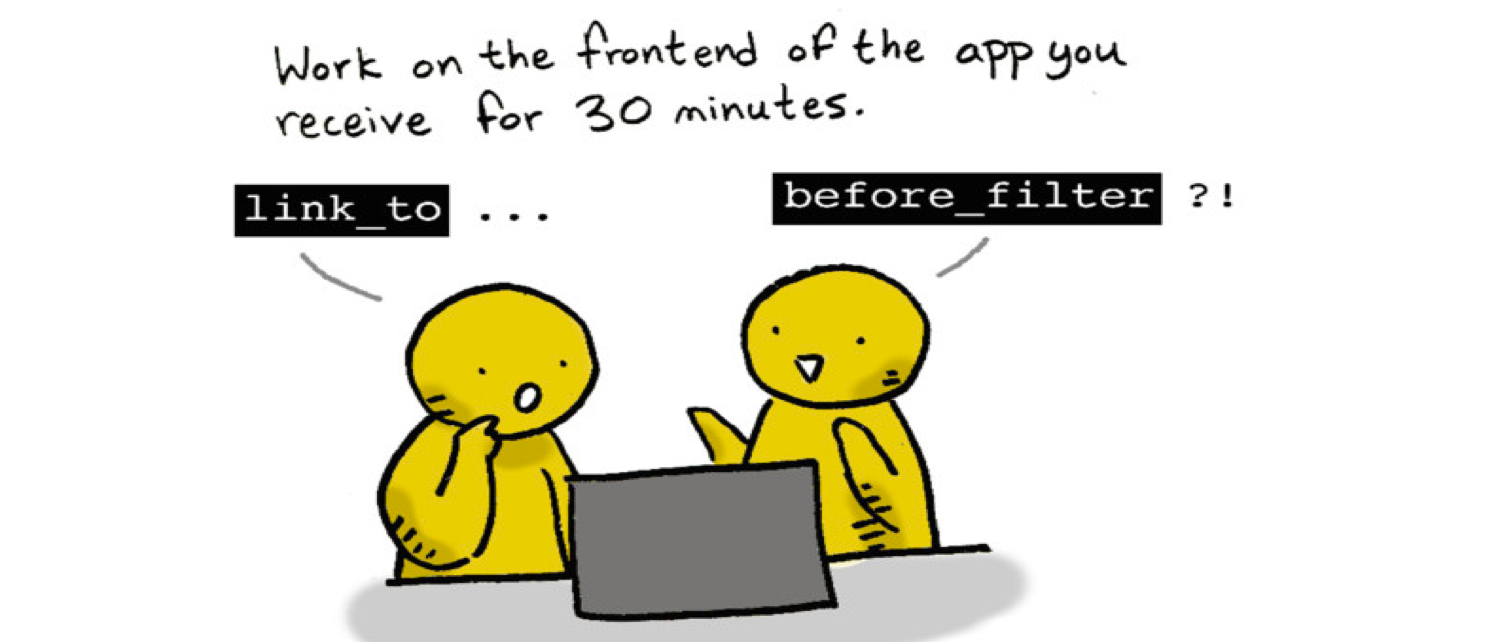 Work on the frontend of the app you
receive for 30 minutes.
link_to ...
before_filter ?!